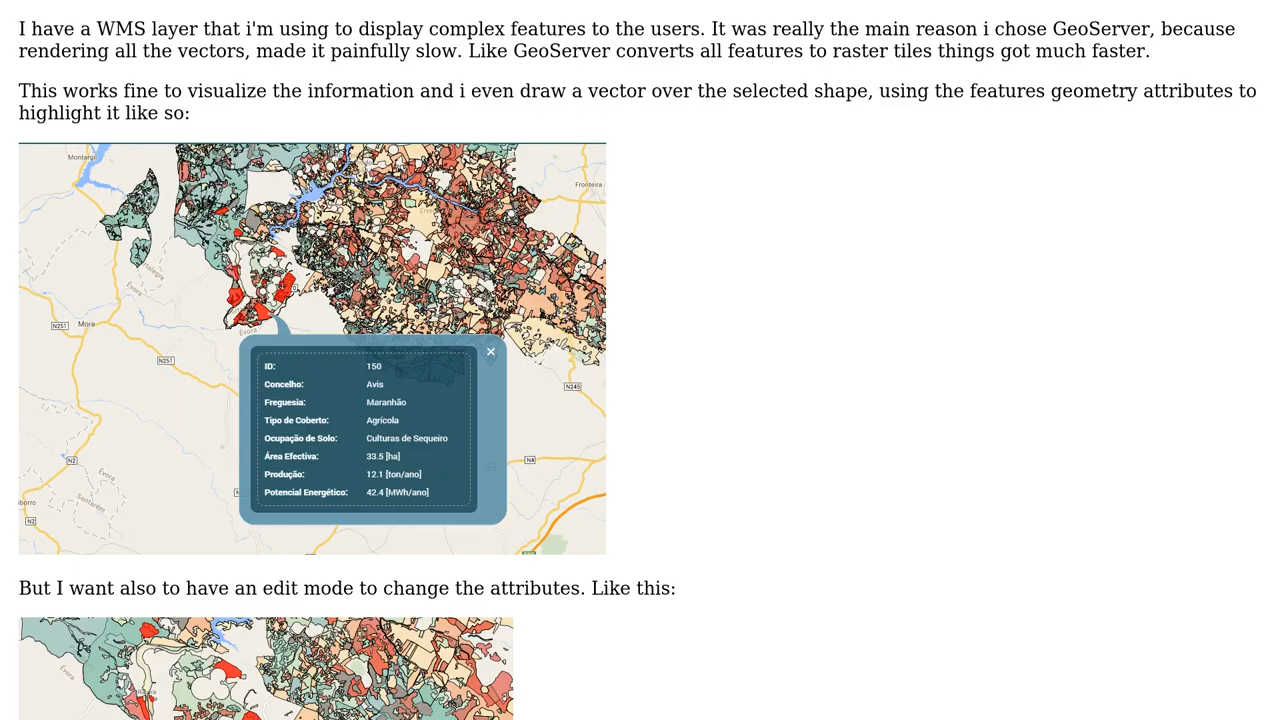 I have a WMS layer that i'm using to display complex features to the users. It was really the main reason i chose GeoServer, because
rendering all the vectors, made it painfully slow. Like GeoServer converts all features to raster tiles things got much faster.
This works fine to visualize the information and i even draw a vector over the selected shape, using the features geometry attributes to
highlight it like so:
Montargil
Fronteira
Évora
N251
Mora
Évora
N251
ID: 150
Concelho: Avis
Freguesia: Maranhão
Tipo de Coberto: Agrícola
Ocupação de Solo: Culturas de Sequeiro
Área Efectiva: 33.5 [ha]
Produção: 12.1 [ton/ano]
Potencial Energético: 42.4 [MWh/ano]
N245
N2
N4
Évora
Santarém
N2
But I want also to have an edit mode to change the attributes. Like this:
Évora